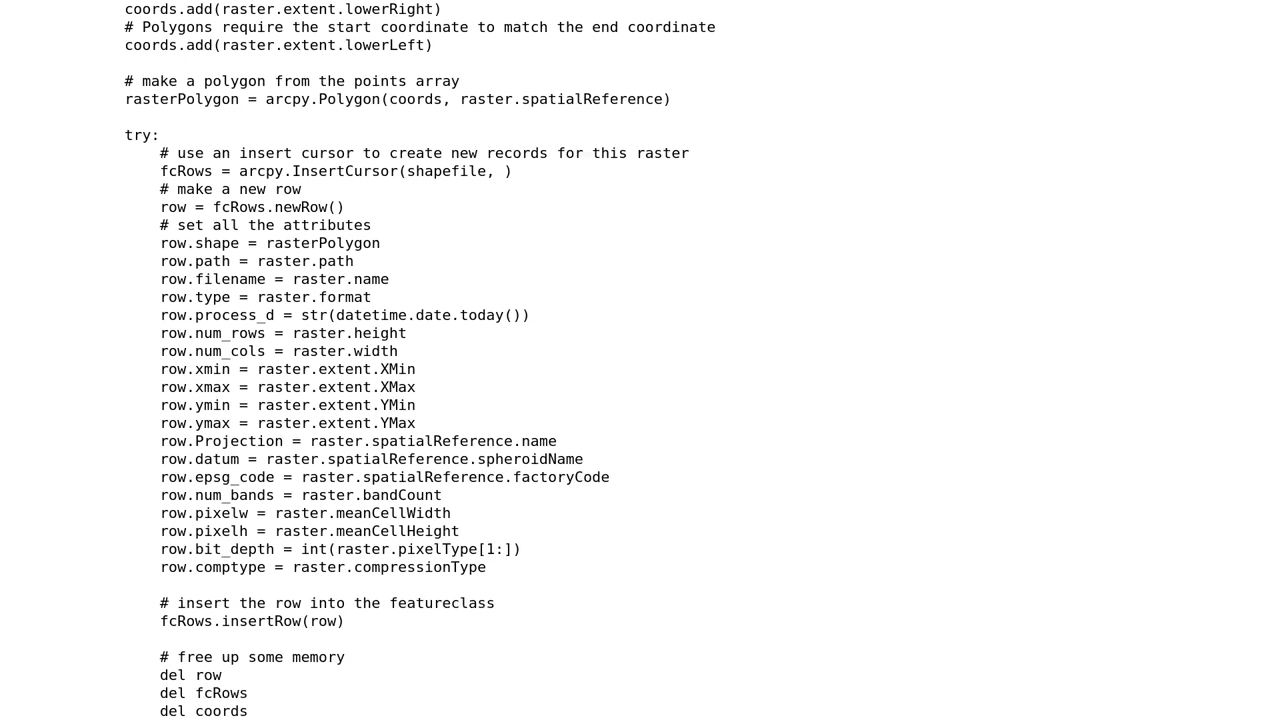 coords.add(raster.extent.lowerRight)
# Polygons require the start coordinate to match the end coordinate
coords.add(raster.extent.lowerLeft)

# make a polygon from the points array
rasterPolygon = arcpy.Polygon(coords, raster.spatialReference)

try:
    # use an insert cursor to create new records for this raster
    fcRows = arcpy.InsertCursor(shapefile, )
    # make a new row
    row = fcRows.newRow()
    # set all the attributes
    row.shape = rasterPolygon
    row.path = raster.path
    row.filename = raster.name
    row.type = raster.format
    row.process_d = str(datetime.date.today())
    row.num_rows = raster.height
    row.num_cols = raster.width
    row.xmin = raster.extent.XMin
    row.xmax = raster.extent.XMax
    row.ymin = raster.extent.YMin
    row.ymax = raster.extent.YMax
    row.Projection = raster.spatialReference.name
    row.datum = raster.spatialReference.spheroidName
    row.epsg_code = raster.spatialReference.factoryCode
    row.num_bands = raster.bandCount
    row.pixelw = raster.meanCellWidth
    row.pixelh = raster.meanCellHeight
    row.bit_depth = int(raster.pixelType[1:])
    row.comptype = raster.compressionType

    # insert the row into the featureclass
    fcRows.insertRow(row)

    # free up some memory
    del row
    del fcRows
    del coords